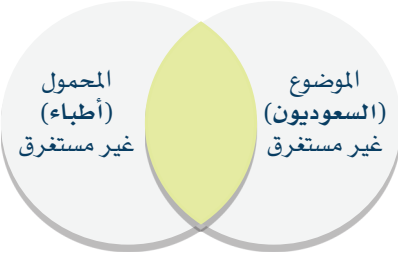 الموضوع
(السعوديون)
غير مستغرق
المحمول
(أطباء)
غير مستغرق